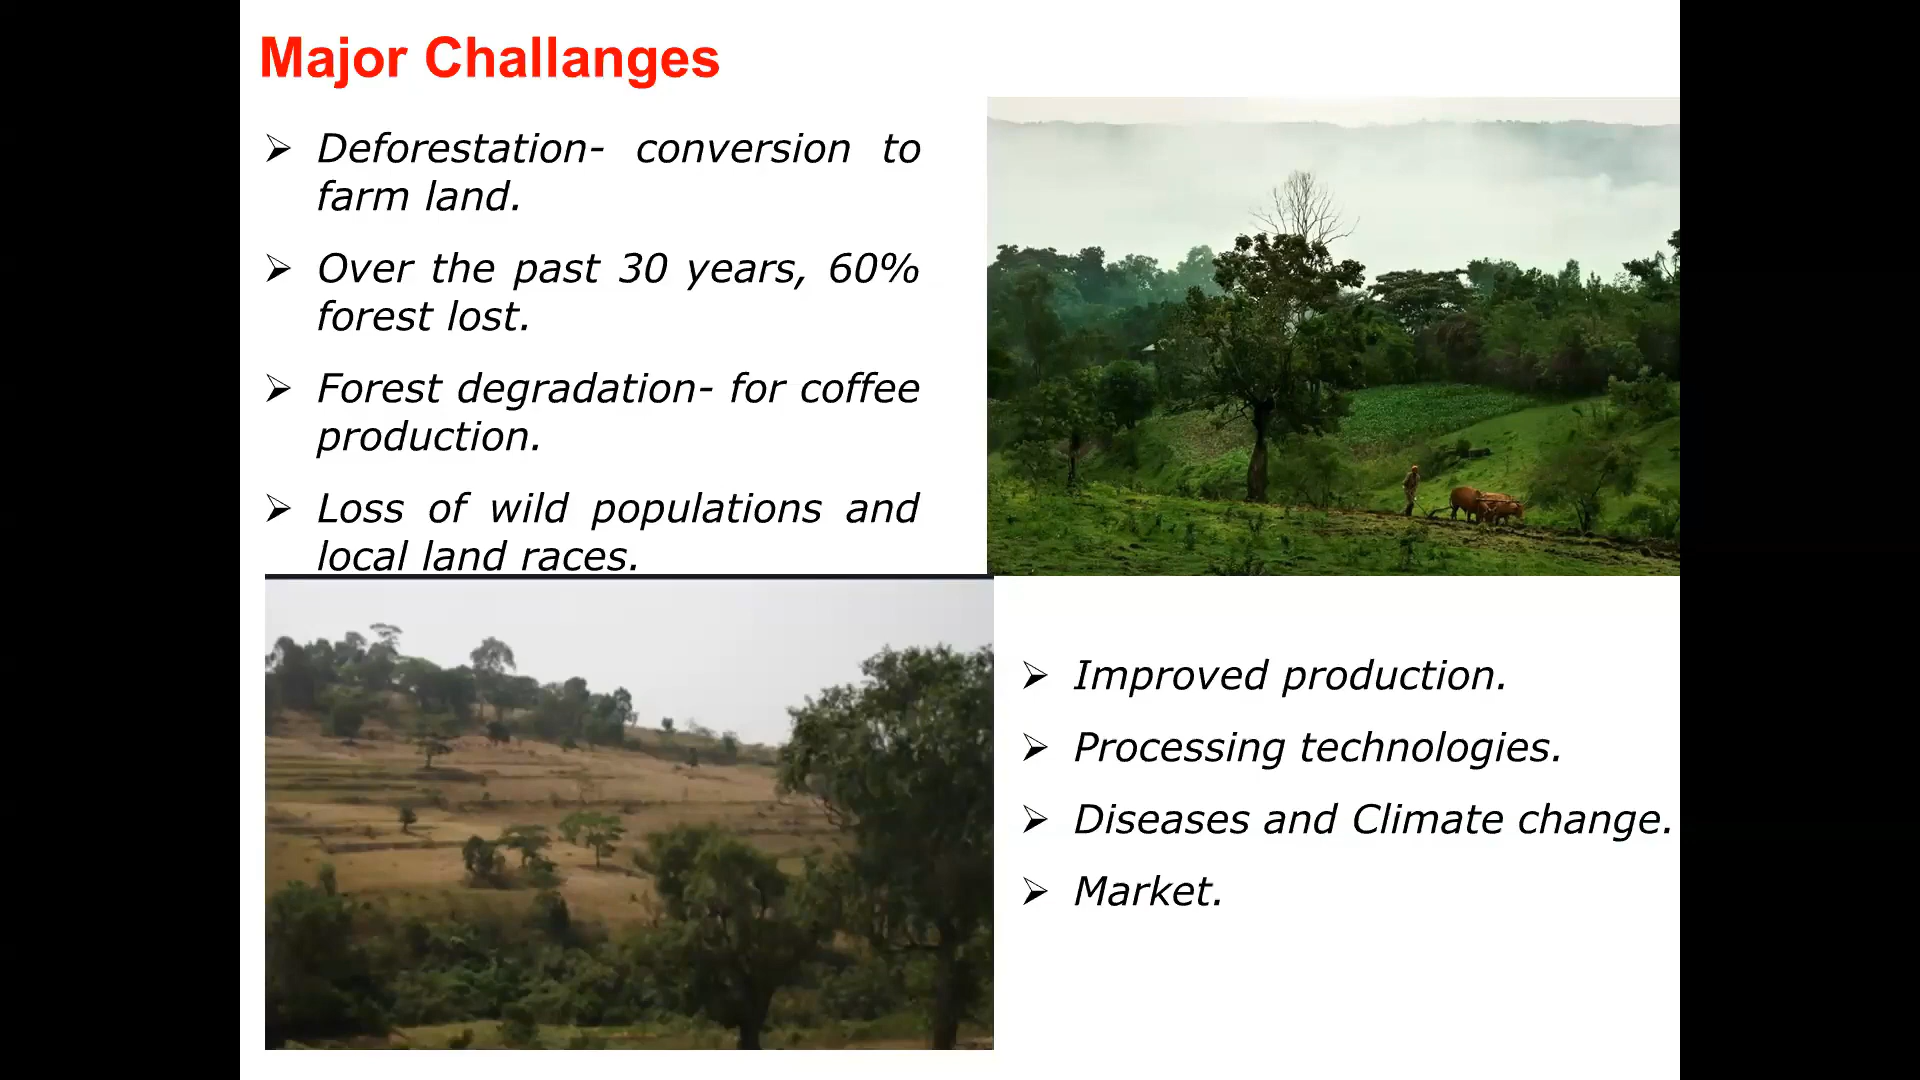 Major Challanges
➢ Deforestation- conversion to
farm land.
➢ Over the past 30 years, 60%
forest lost.
➢ Forest degradation- for coffee
production.
➢ Loss of wild populations and
local land races.
➢ Improved production.
➢ Processing technologies.
➢ Diseases and Climate change.
➢ Market.